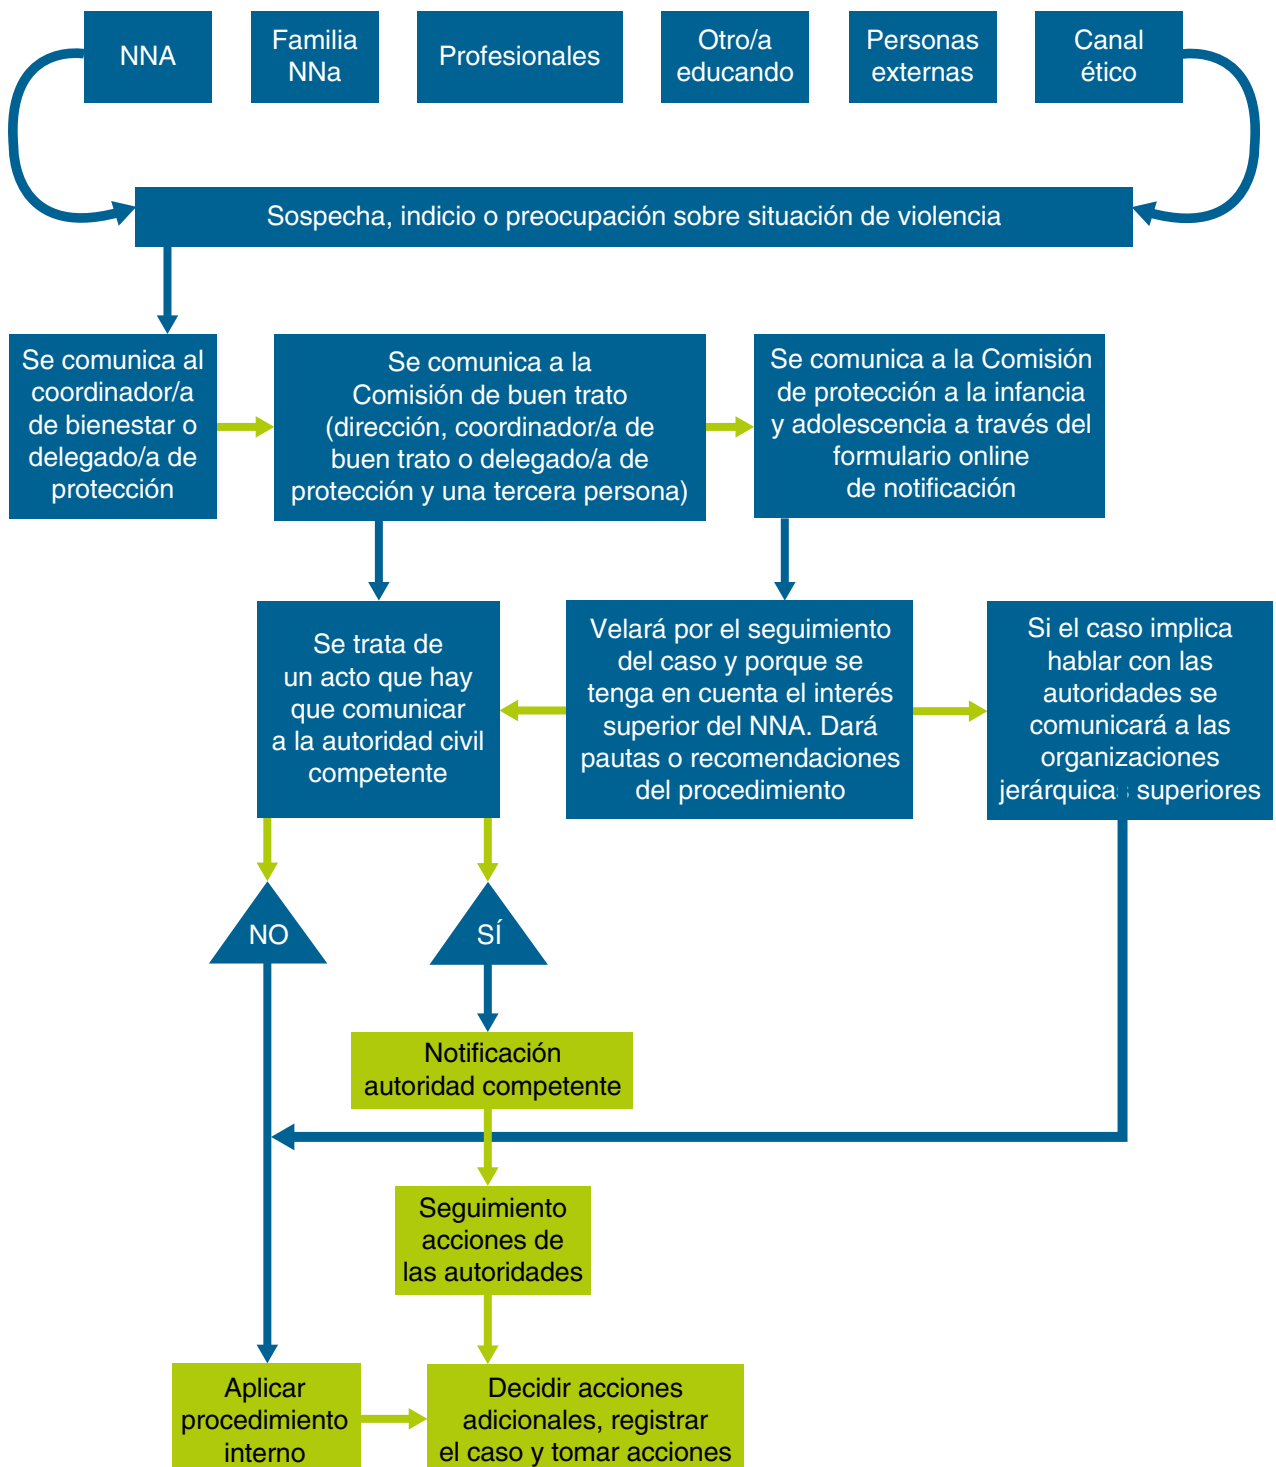 NNA
Familia
NNa
Profesionales
Otro/a
educando
Personas
externas
Canal
ético
Sospecha, indicio o preocupación sobre situación de violencia
Se comunica al
coordinador/a
de bienestar o
delegado/a de
protección
Se comunica a la
Comisión de buen trato
(dirección, coordinador/a de
buen trato o delegado/a de
protección y una tercera persona)
Se comunica a la Comisión
de protección a la infancia
y adolescencia a través del
formulario online
de notificación
Se trata de
un acto que hay
que comunicar
a la autoridad civil
competente
Velará por el seguimiento
del caso y porque se
tenga en cuenta el interés
superior del NNA. Dará
pautas o recomendaciones
del procedimiento
Si el caso implica
hablar con las
autoridades se
comunicará a las
organizaciones
jerárquicas superiores
NO
SÍ
Notificación
autoridad competente
Seguimiento
acciones de
las autoridades
Aplicar
procedimiento
interno
Decidir acciones
adicionales, registrar
el caso y tomar acciones